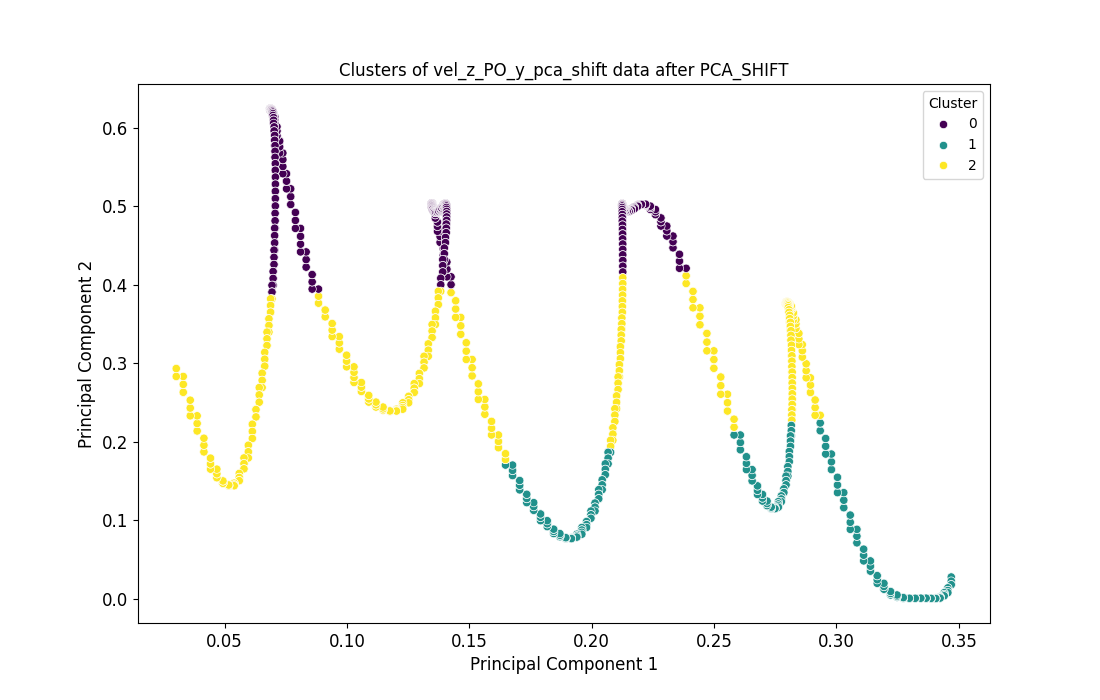 Clusters of vel_z_PO_y_pca_shift data after PCA_SHIFT
Cluster
0
1
2
Principal Component 2
0.6
0.5
0.4
0.3
0.2
0.1
0.0
0.05 0.10 0.15 0.20 0.25 0.30 0.35
Principal Component 1